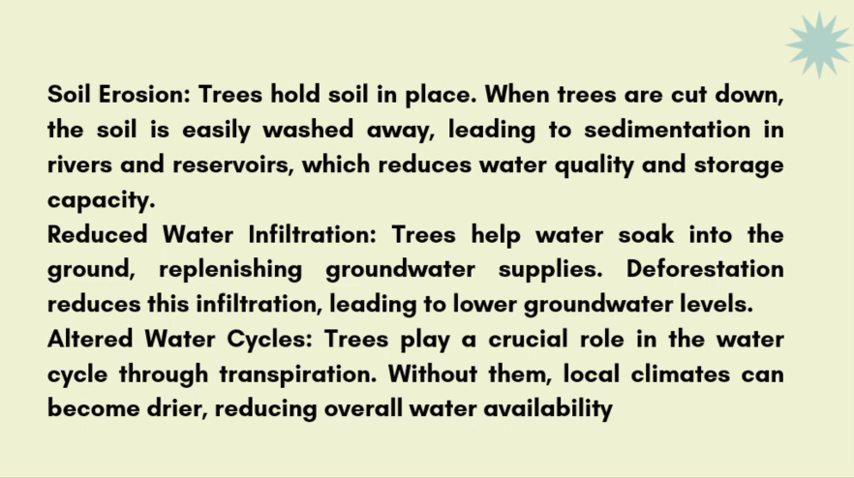 Soil Erosion: Trees hold soil in place. When trees are cut down,
the soil is easily washed away, leading to sedimentation in
rivers and reservoirs, which reduces water quality and storage
capacity.
Reduced Water Infiltration: Trees help water soak into the
ground, replenishing groundwater supplies. Deforestation
reduces this infiltration, leading to lower groundwater levels.
Altered Water Cycles: Trees play a crucial role in the water
cycle through transpiration. Without them, local climates can
become drier, reducing overall water availability